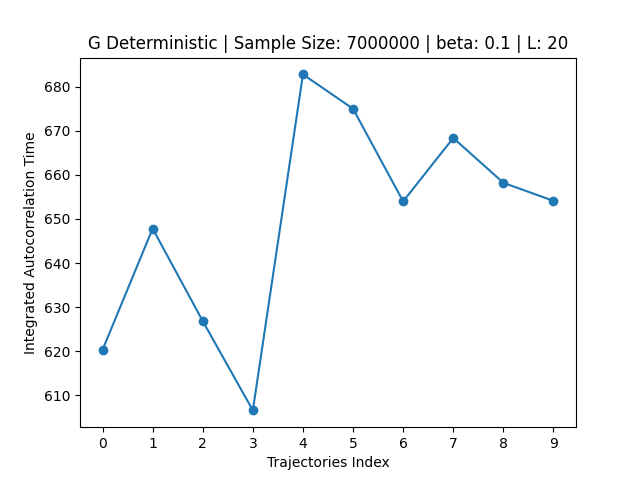 G Deterministic | Sample Size: 7000000 | beta: 0.1 | L: 20
680
670
660
650
640
630
620
610
Integrated Autocorrelation Time
0 1 2 3 4 5 6 7 8 9
Trajectories Index